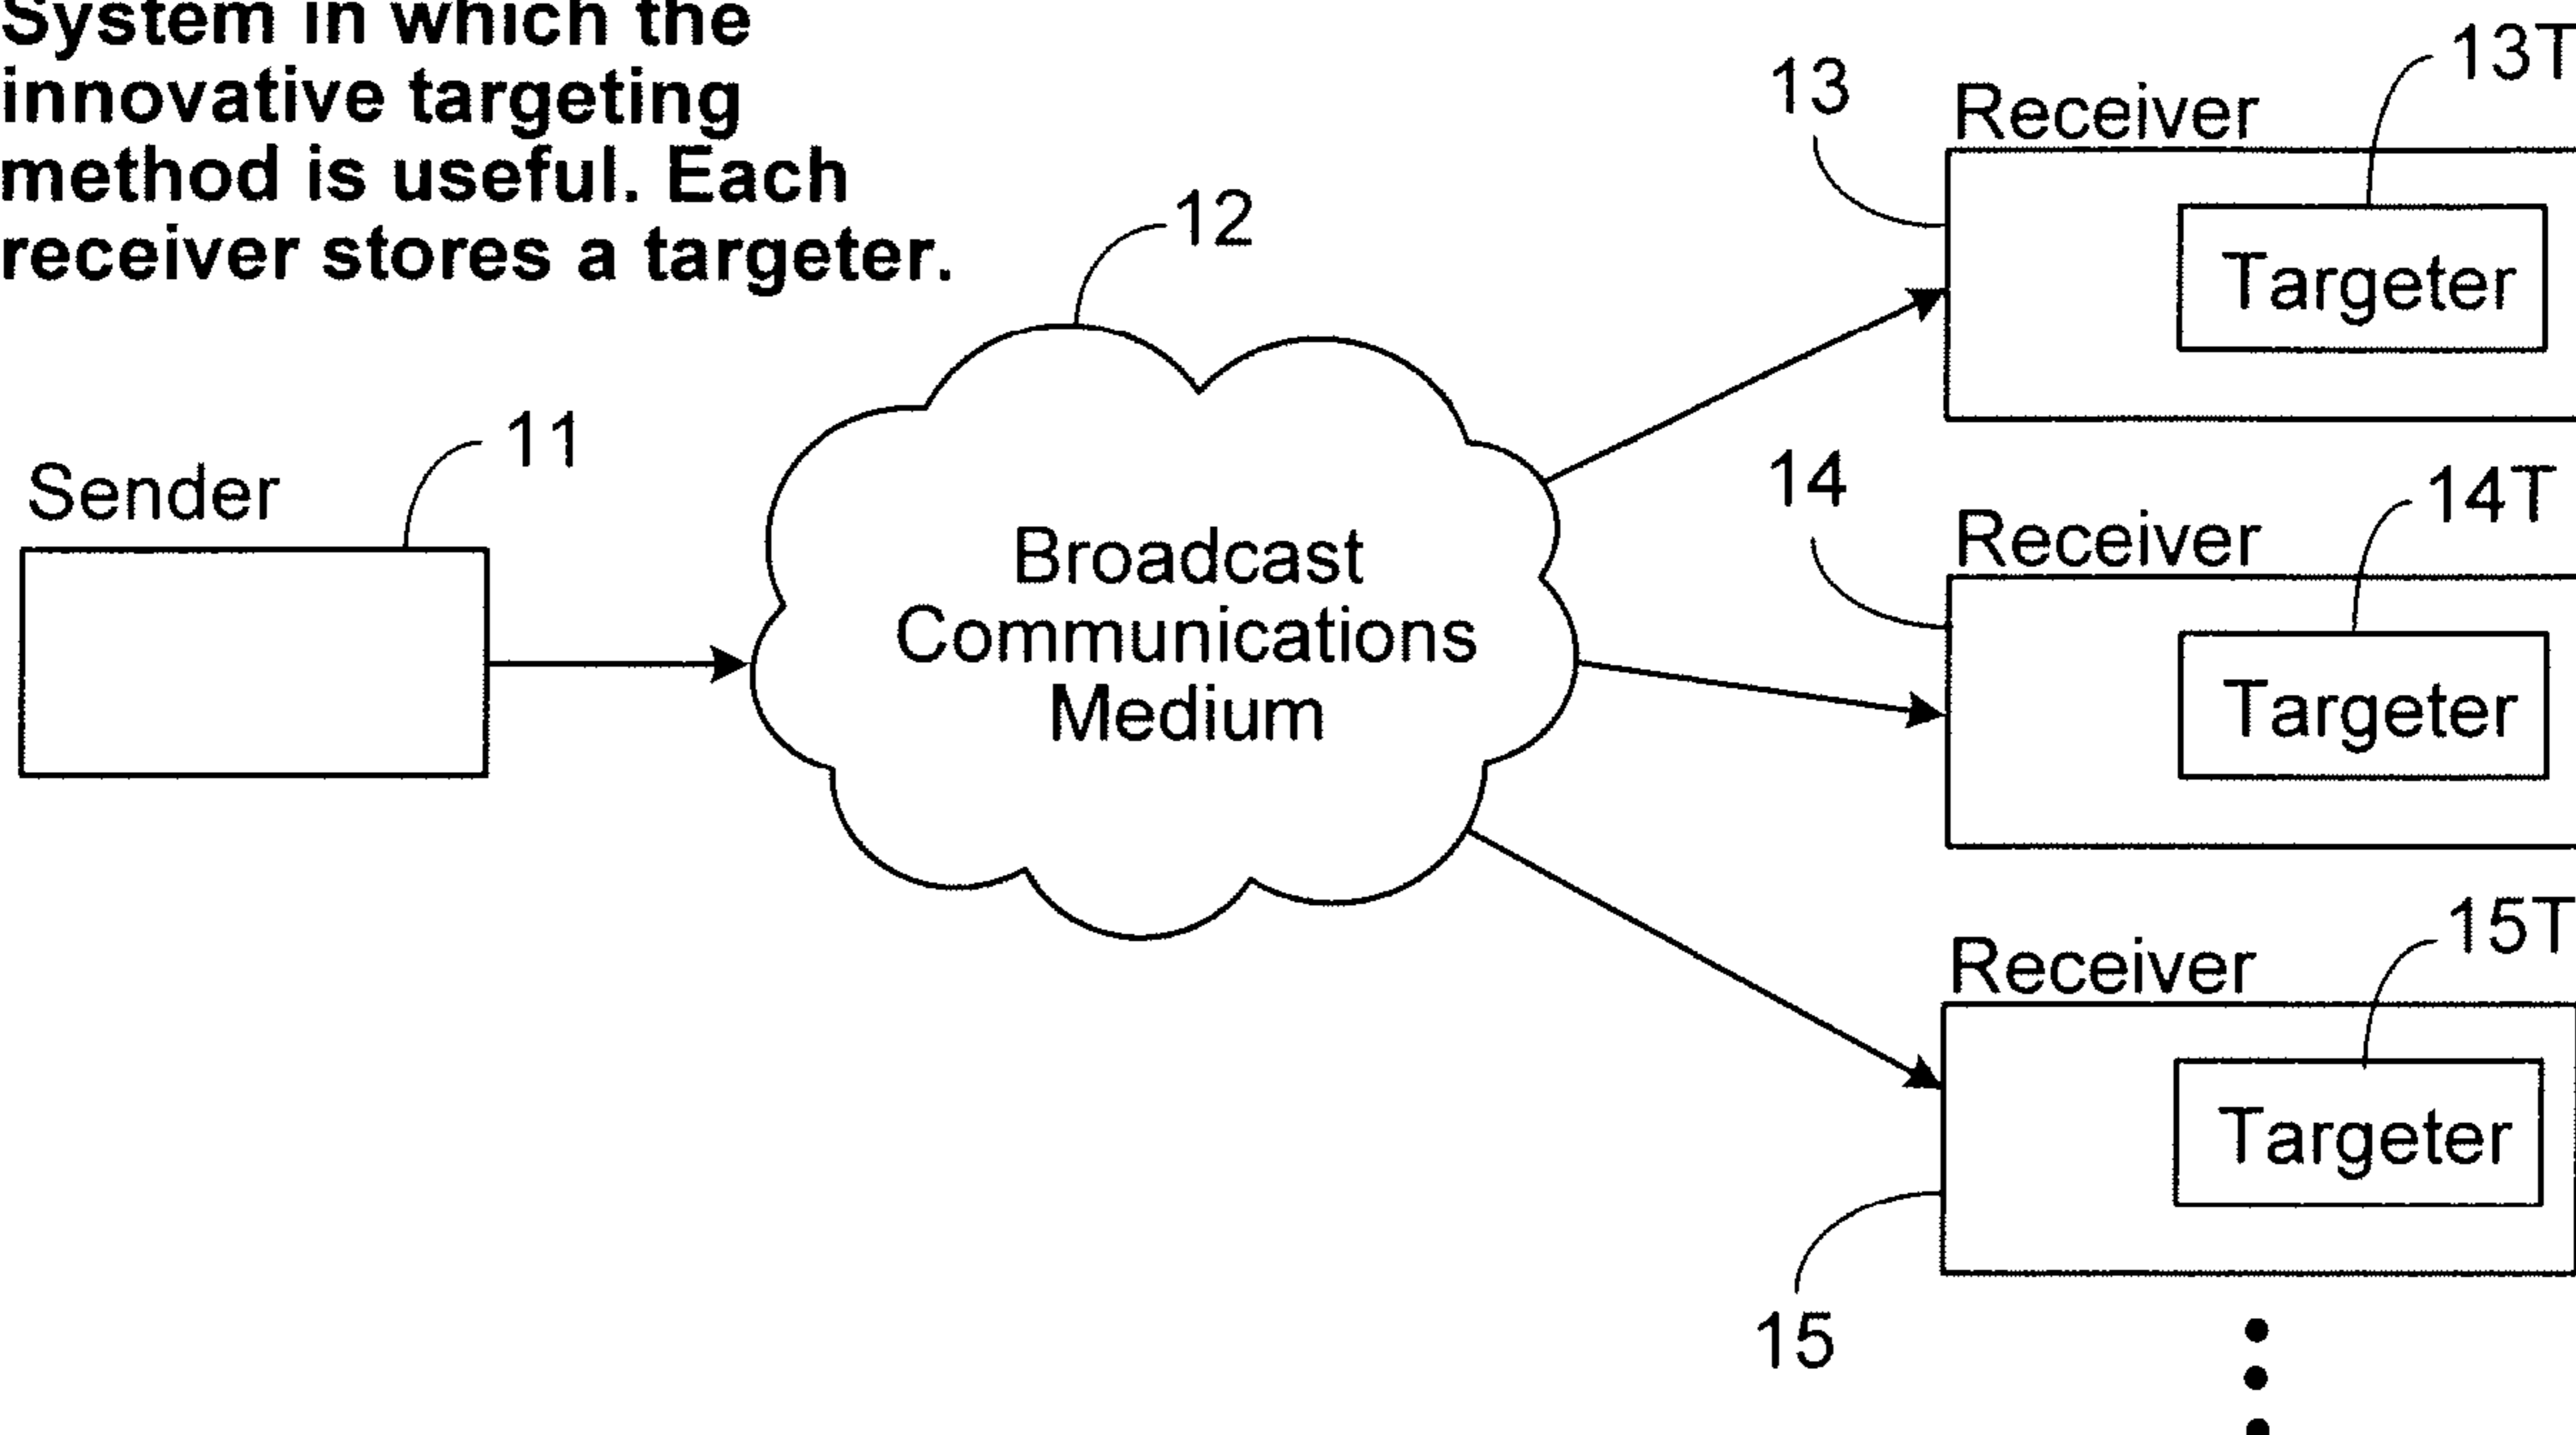 System in which the
innovative targeting
method is useful. Each
receiver stores a targeter.
12
11
Sender
Broadcast
Communications
Medium
13
13T
Receiver
Targeter
14
14T
Receiver
Targeter
15T
Receiver
Targeter
15